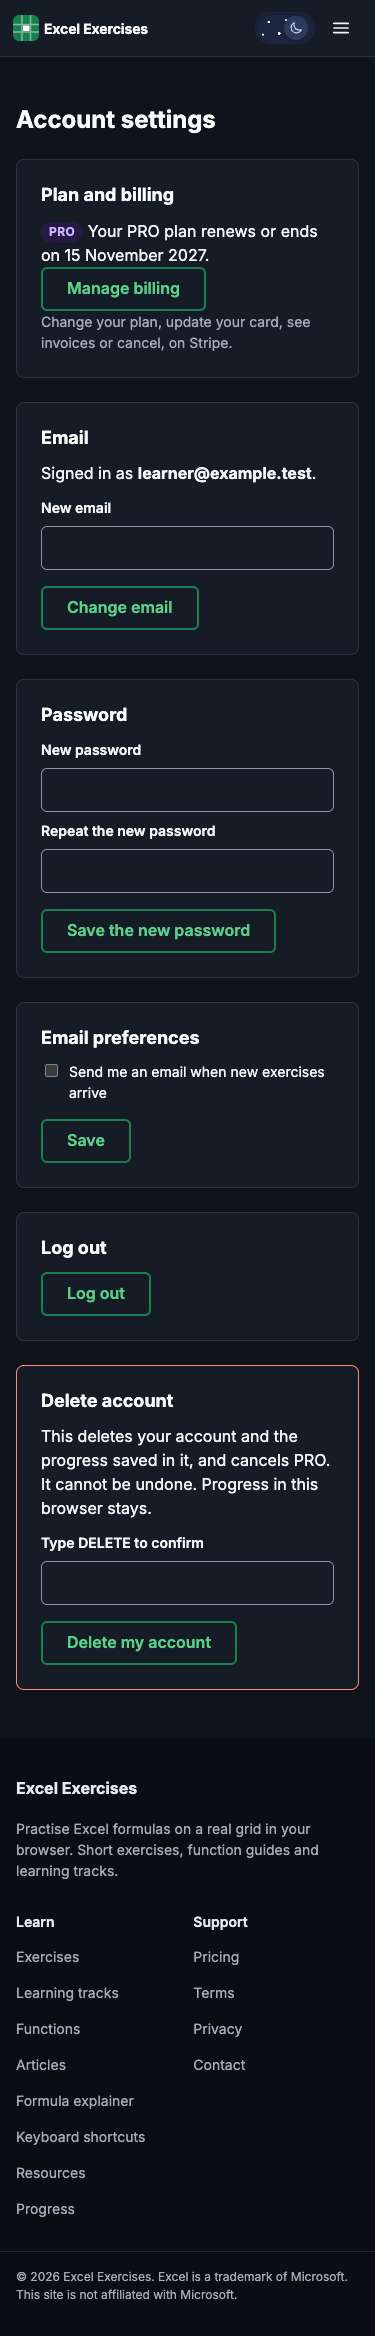 Excel Exercises
Account settings
Plan and billing
PRO Your PRO plan renews or ends
on 15 November 2027.
Manage billing
Change your plan, update your card, see
invoices or cancel, on Stripe.
Email
Signed in as learner@example.test.
New email
Change email
Password
New password
Repeat the new password
Save the new password
Email preferences
Send me an email when new exercises
arrive
Save
Log out
Log out
Delete account
This deletes your account and the
progress saved in it, and cancels PRO.
It cannot be undone. Progress in this
browser stays.
Type DELETE to confirm
Delete my account
Excel Exercises
Practise Excel formulas on a real grid in your
browser. Short exercises, function guides and
learning tracks.
Learn
Exercises
Learning tracks
Functions
Articles
Formula explainer
Keyboard shortcuts
Resources
Progress
Support
Pricing
Terms
Privacy
Contact
© 2026 Excel Exercises. Excel is a trademark of Microsoft.
This site is not affiliated with Microsoft.